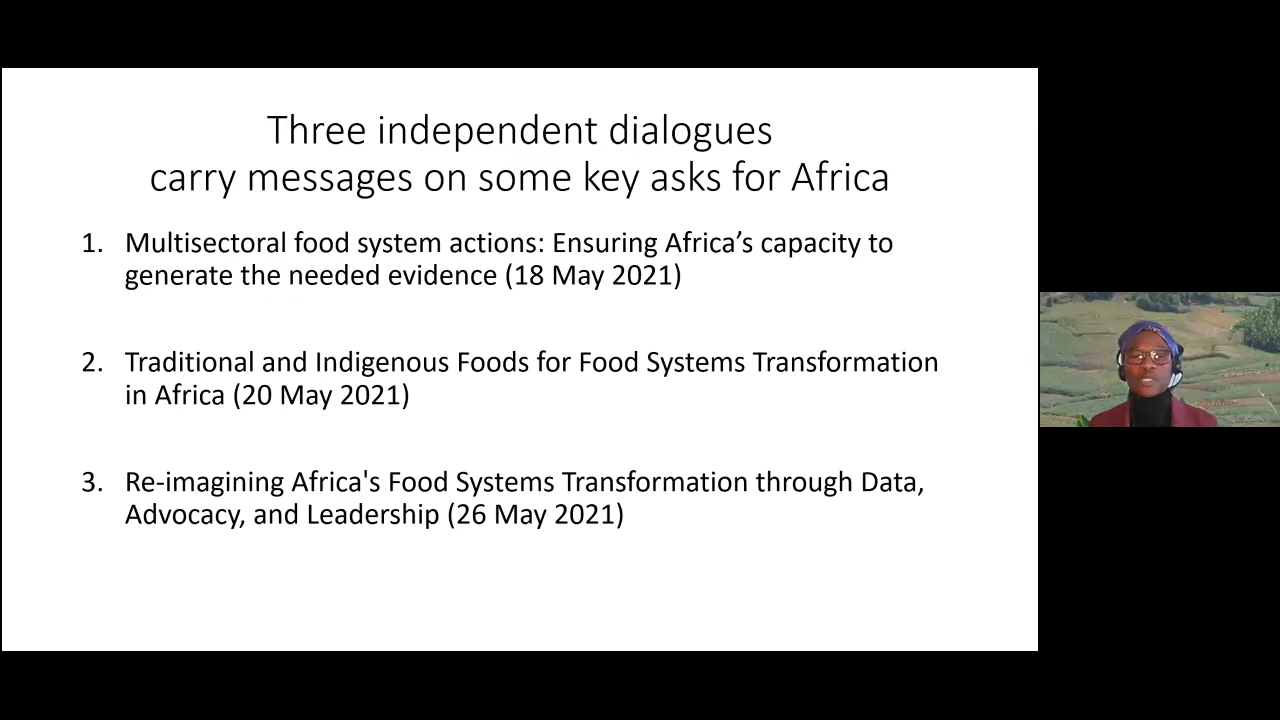 Three independent dialogues
carry messages on some key asks for Africa
1. Multisectoral food system actions: Ensuring Africa’s capacity to
generate the needed evidence (18 May 2021)
2. Traditional and Indigenous Foods for Food Systems Transformation
in Africa (20 May 2021)
3. Re-imagining Africa's Food Systems Transformation through Data,
Advocacy, and Leadership (26 May 2021)